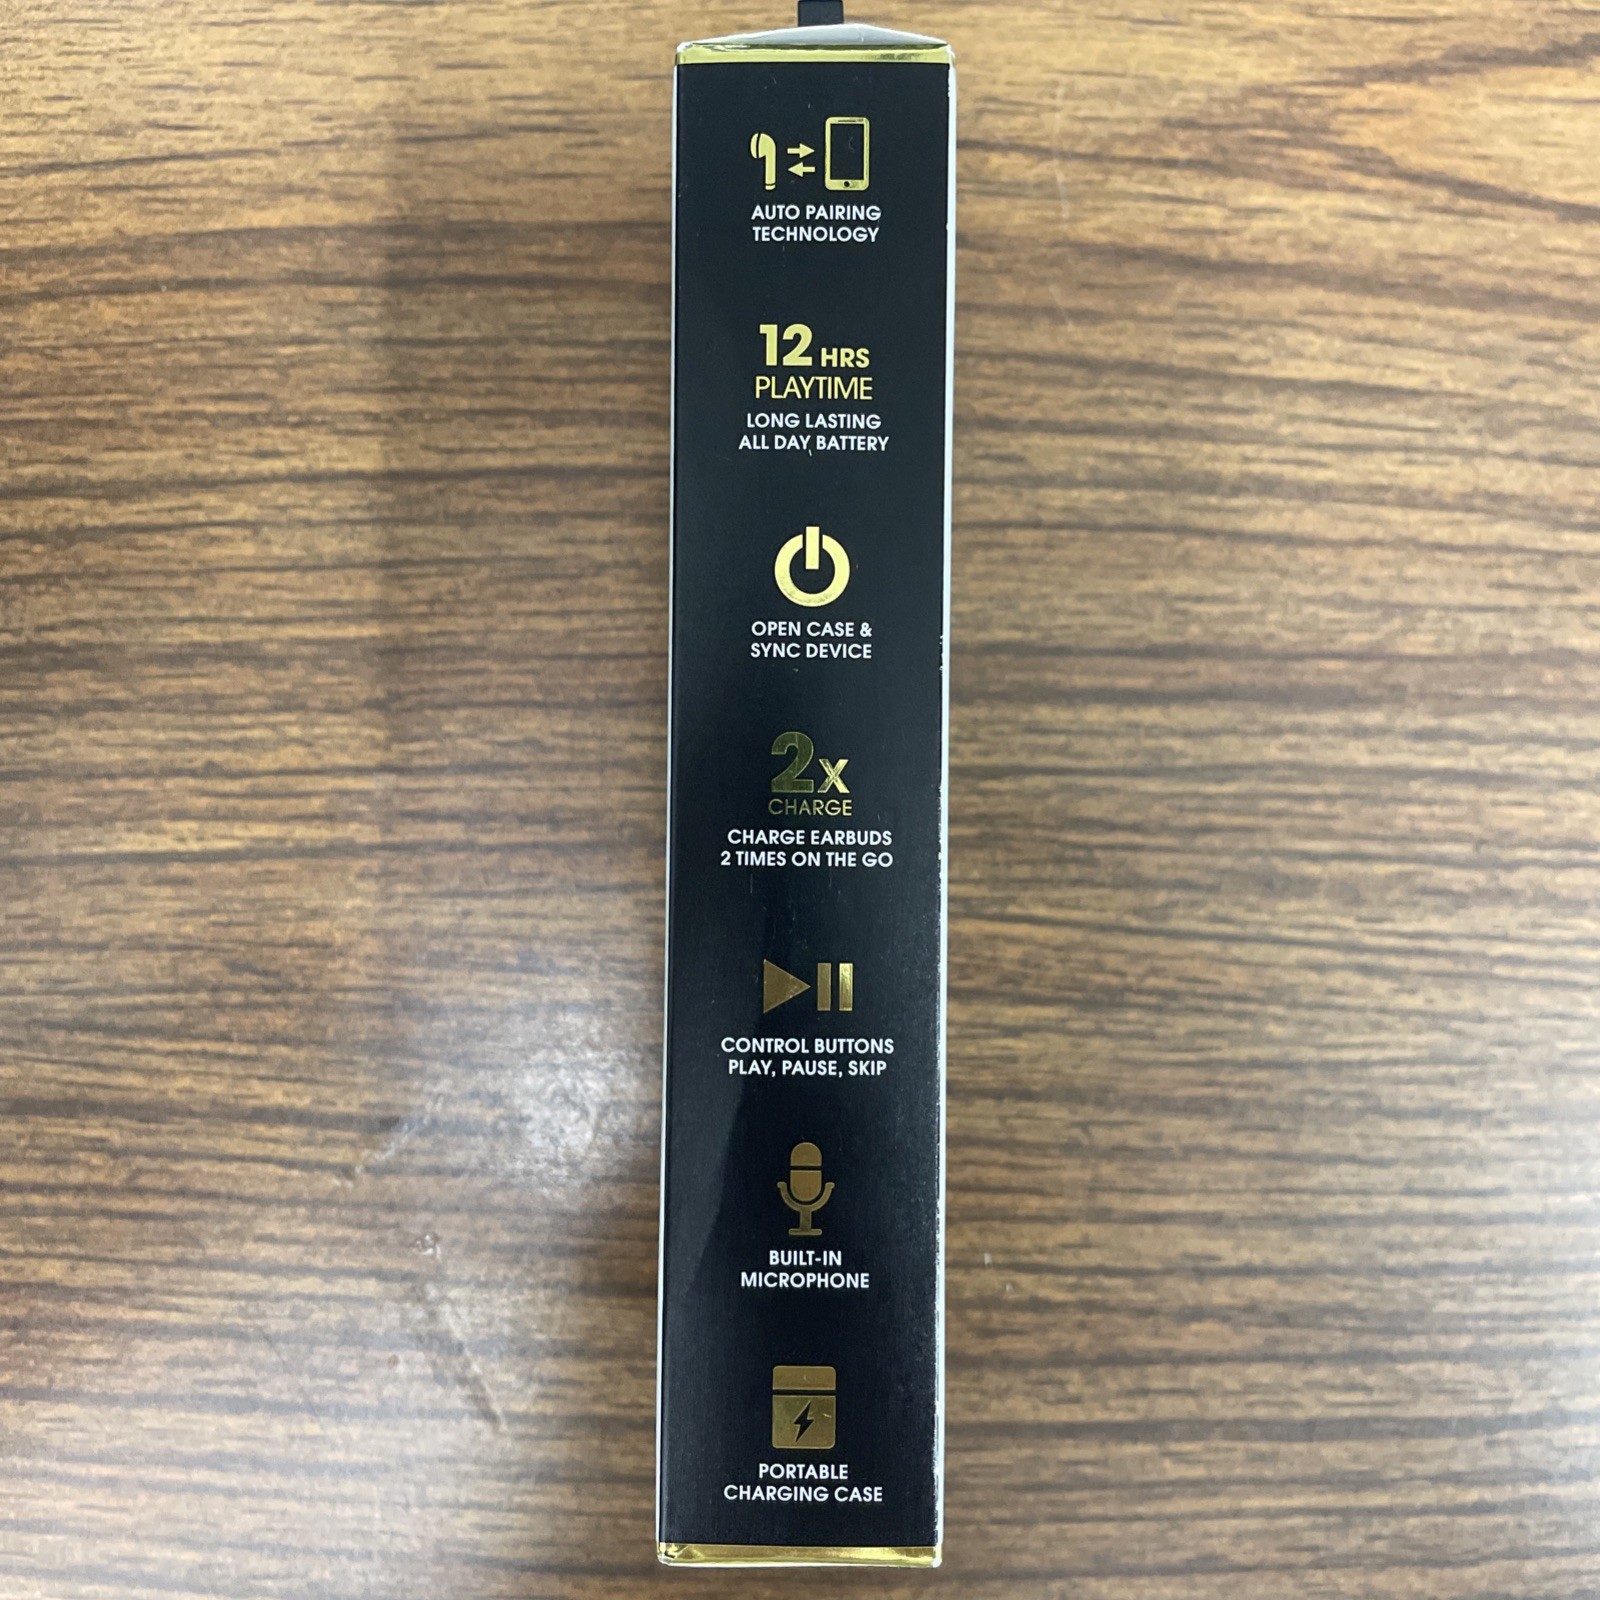 AUTO PAIRING
TECHNOLOGY
12 HRS
PLAYTIME
LONG LASTING
ALL DAY BATTERY
OPEN CASE &
SYNC DEVICE
2X
CHARGE
CHARGE EARBUDS
2 TIMES ON THE GO
CONTROL BUTTONS
PLAY, PAUSE, SKIP
BUILT-IN
MICROPHONE
PORTABLE
CHARGING CASE